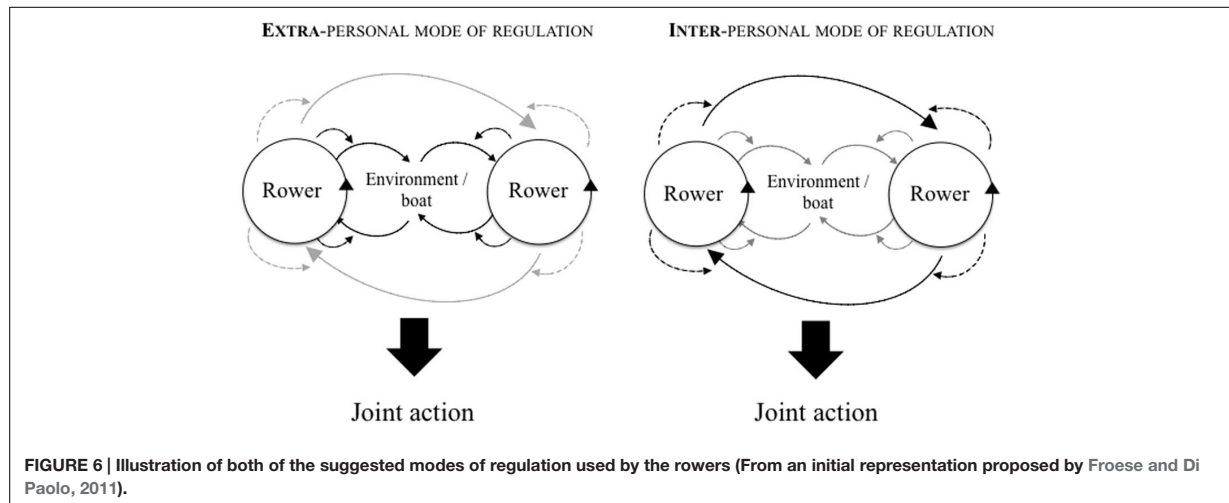 EXTRA-PERSONAL MODE OF REGULATION
INTER-PERSONAL MODE OF REGULATION
Rower
Environment /
boat
Rower
Rower
Environment /
boat
Rower
Joint action
Joint action
FIGURE 6 | Illustration of both of the suggested modes of regulation used by the rowers (From an initial representation proposed by Froese and Di
Paolo, 2011).